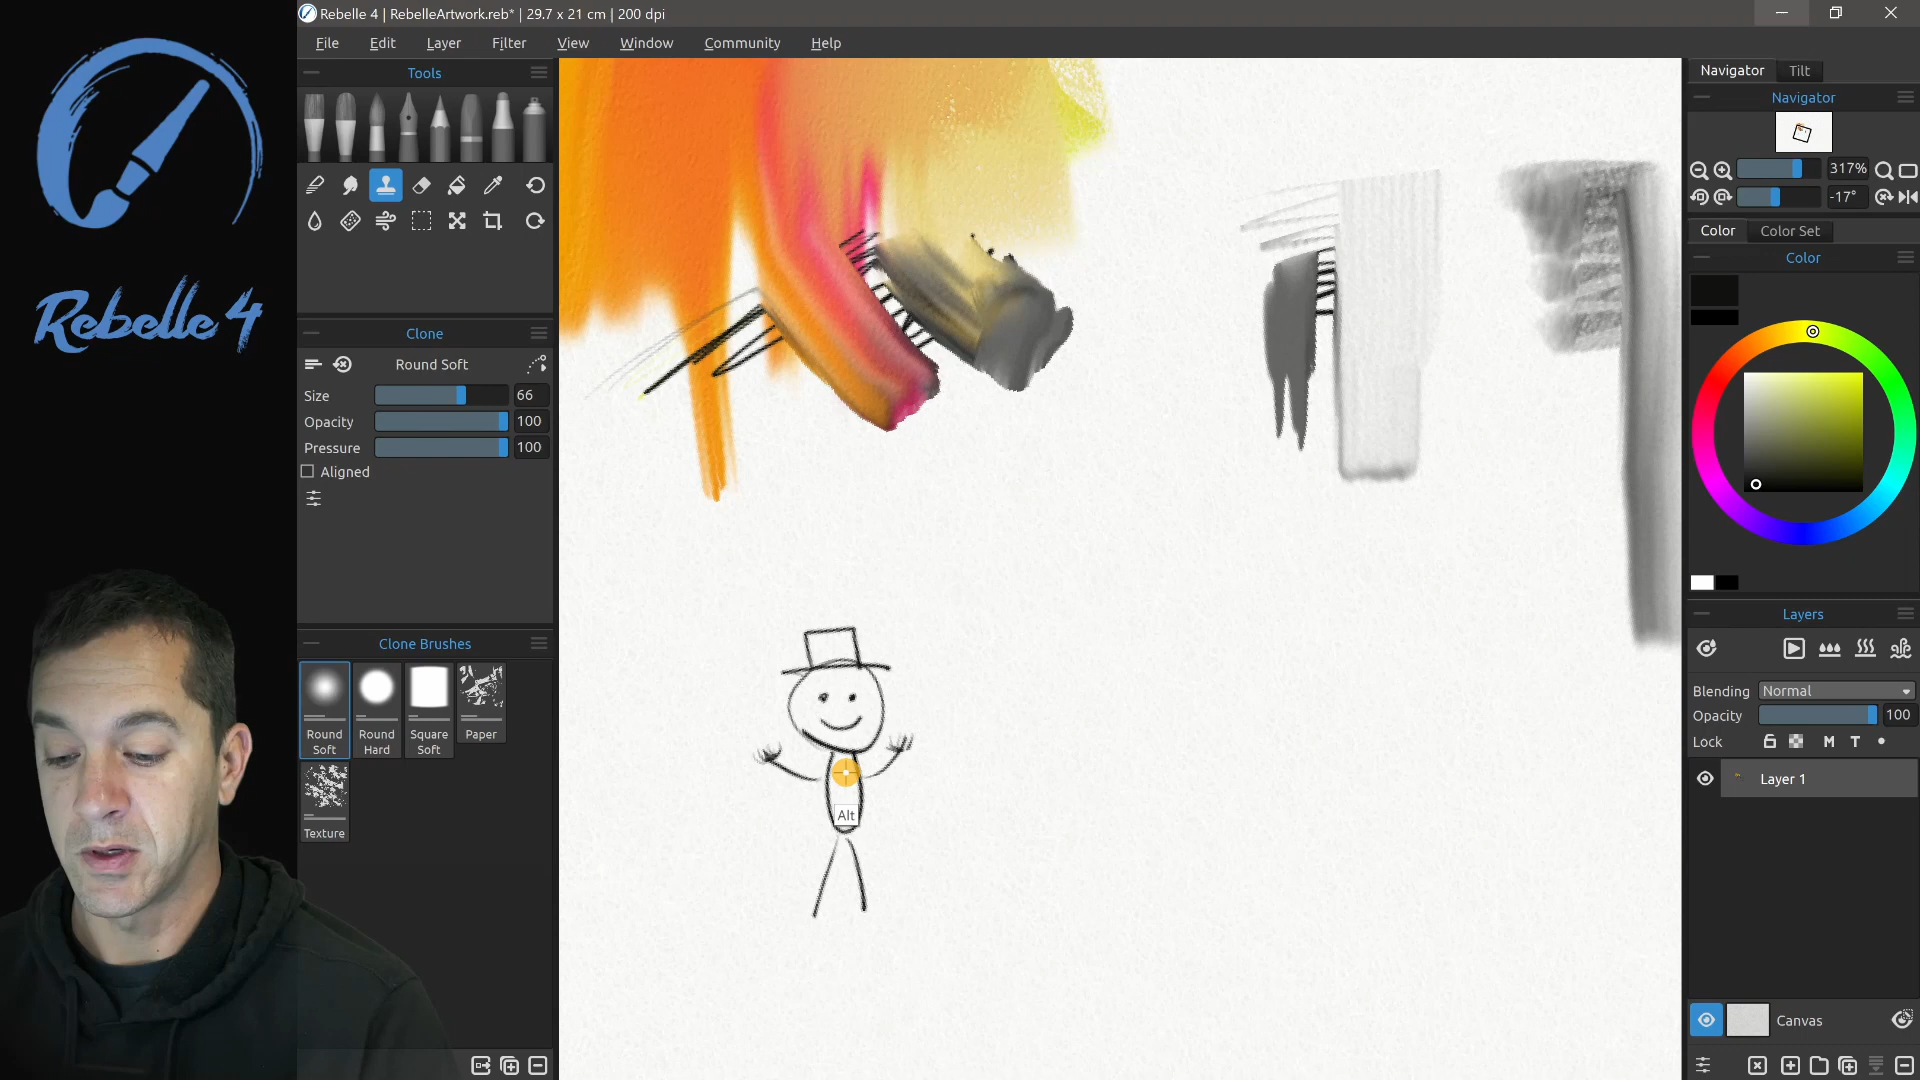 Rebelle 4 | RebelleArtwork.reb* | 29.7 x 21 cm | 200 dpi
File Edit Layer Filter View Window Community Help
Tools
Clone
Round Soft
Size 66
Opacity 100
Pressure 100
Aligned
Clone Brushes
Round Soft
Round Hard
Square Soft
Paper
Texture
Rebelle 4
Alt
Navigator Tilt
Navigator
317%
-17°
Color Color Set
Color
Layers
Blending Normal
Opacity 100
Lock M T
Layer 1
Canvas